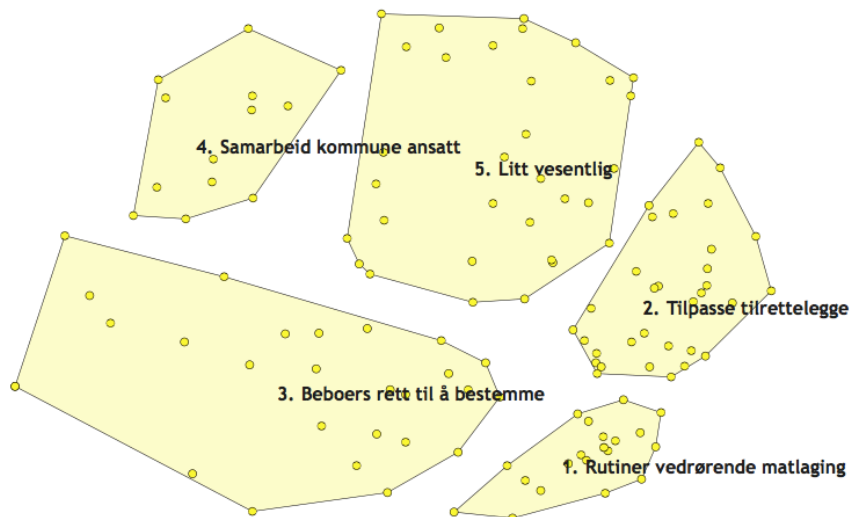 4. Samarbeid kommune ansatt
5. Litt vesentlig
2. Tilpasse tilrettelegge
3. Beboers rett til å bestemme
1. Rutiner vedrørende matlaging